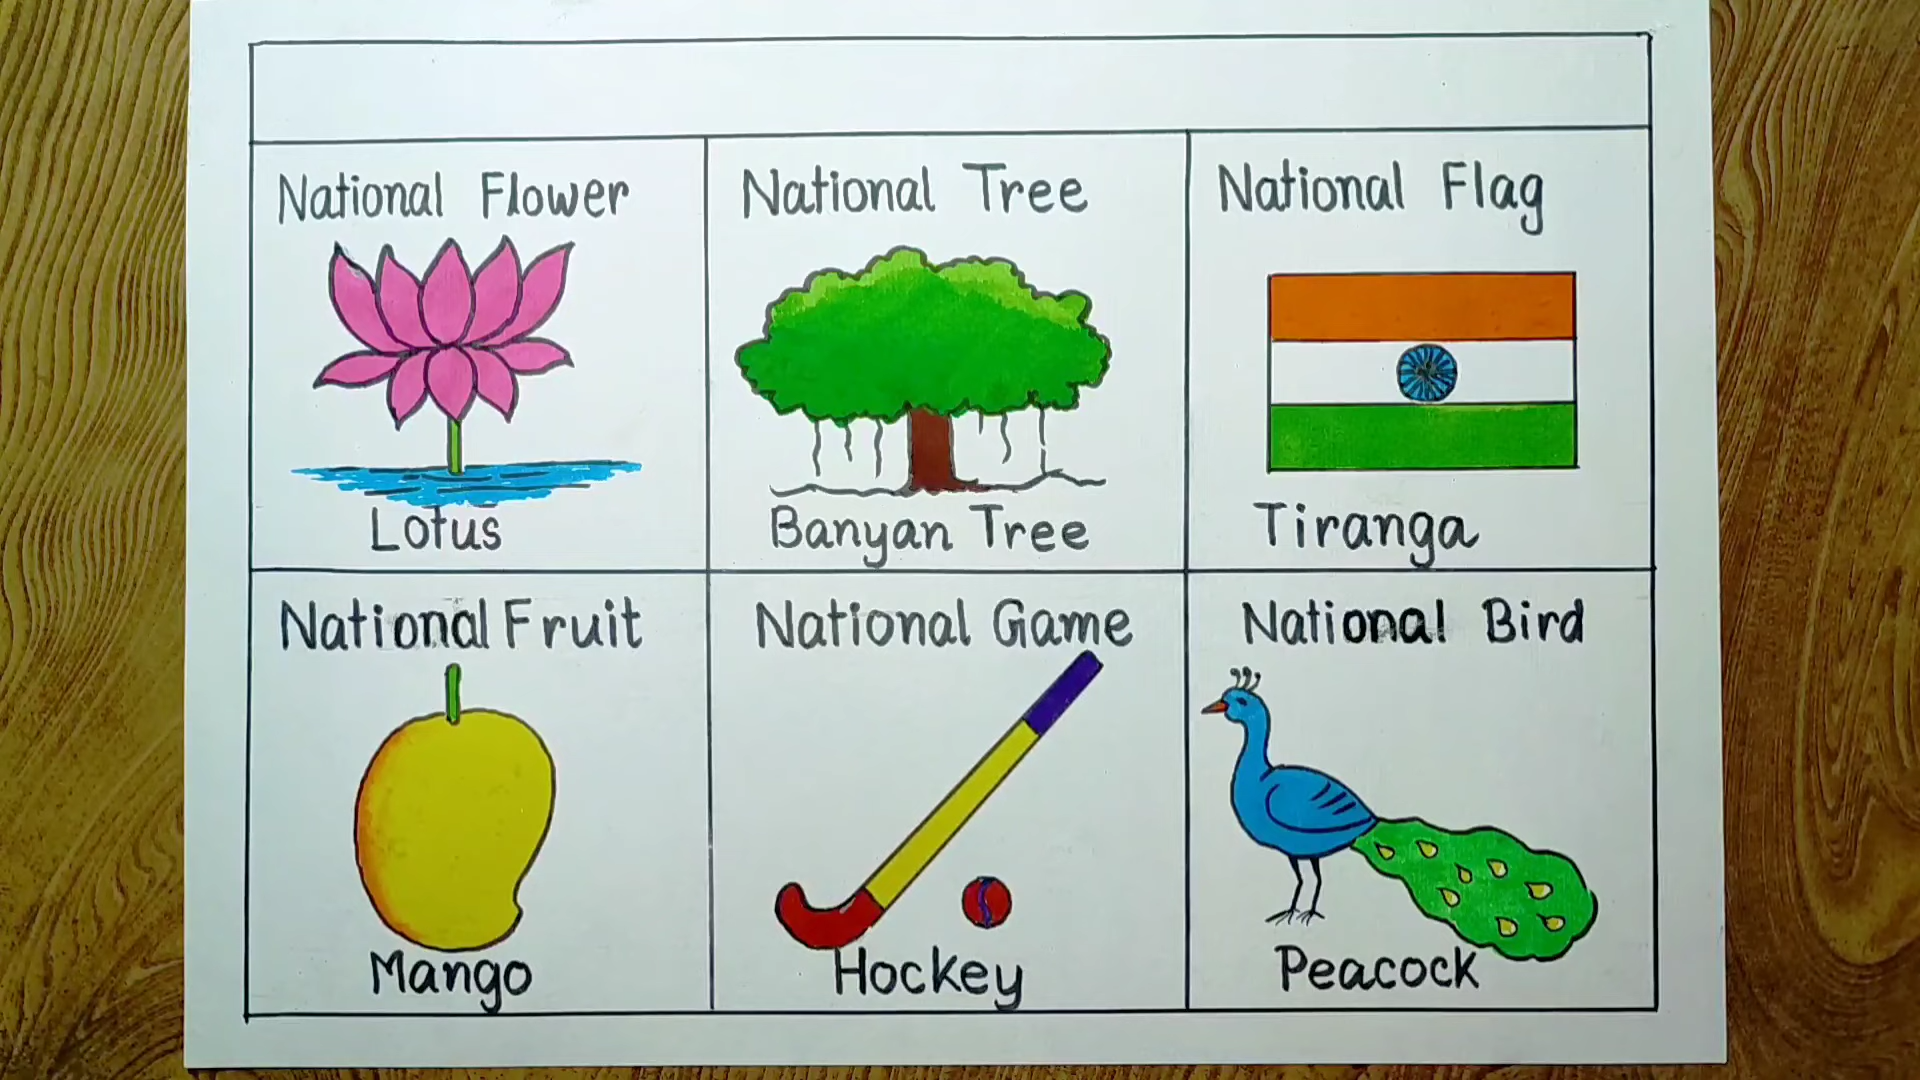 National Flower
Lotus
National Tree
Banyan Tree
National Flag
Tiranga
National Fruit
Mango
National Game
Hockey
National Bird
Peacock